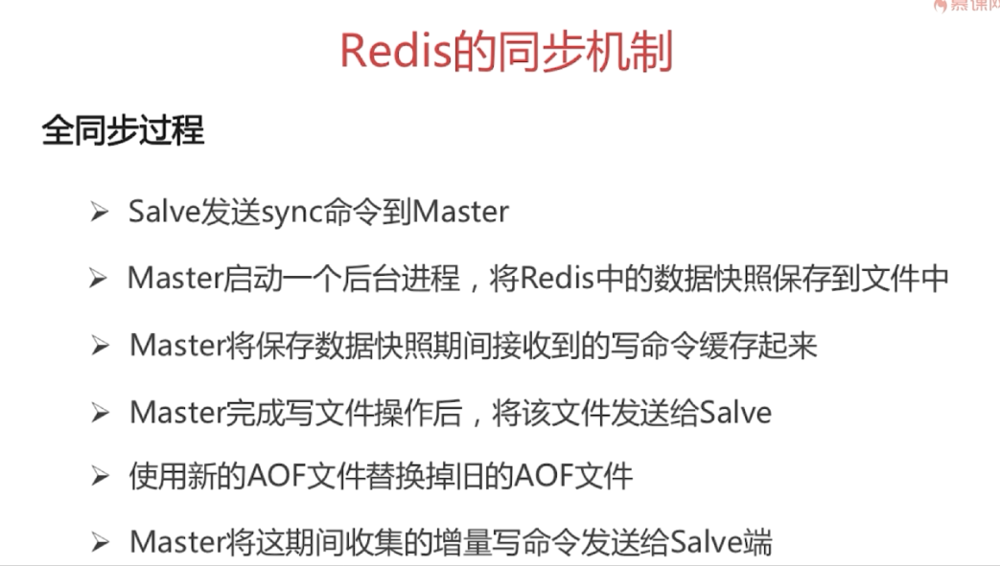 慕课网
Redis的同步机制
全同步过程
➢ Salve发送sync命令到Master
➢ Master启动一个后台进程，将Redis中的数据快照保存到文件中
➢ Master将保存数据快照期间接收到的写命令缓存起来
➢ Master完成写文件操作后，将该文件发送给Salve
➢ 使用新的AOF文件替换掉旧的AOF文件
➢ Master将这期间收集的增量写命令发送给Salve端